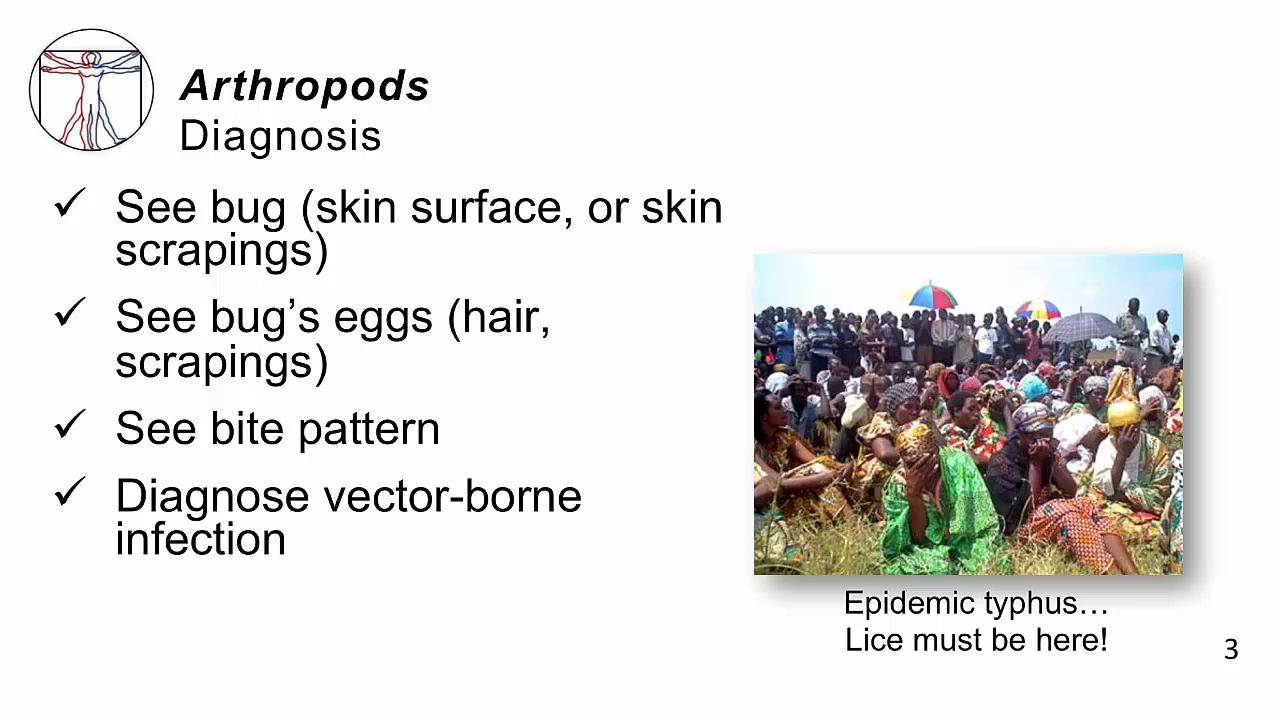 Arthropods
Diagnosis
✓ See bug (skin surface, or skin
scrapings)
✓ See bug’s eggs (hair,
scrapings)
✓ See bite pattern
✓ Diagnose vector-borne
infection
Epidemic typhus…
Lice must be here!
3